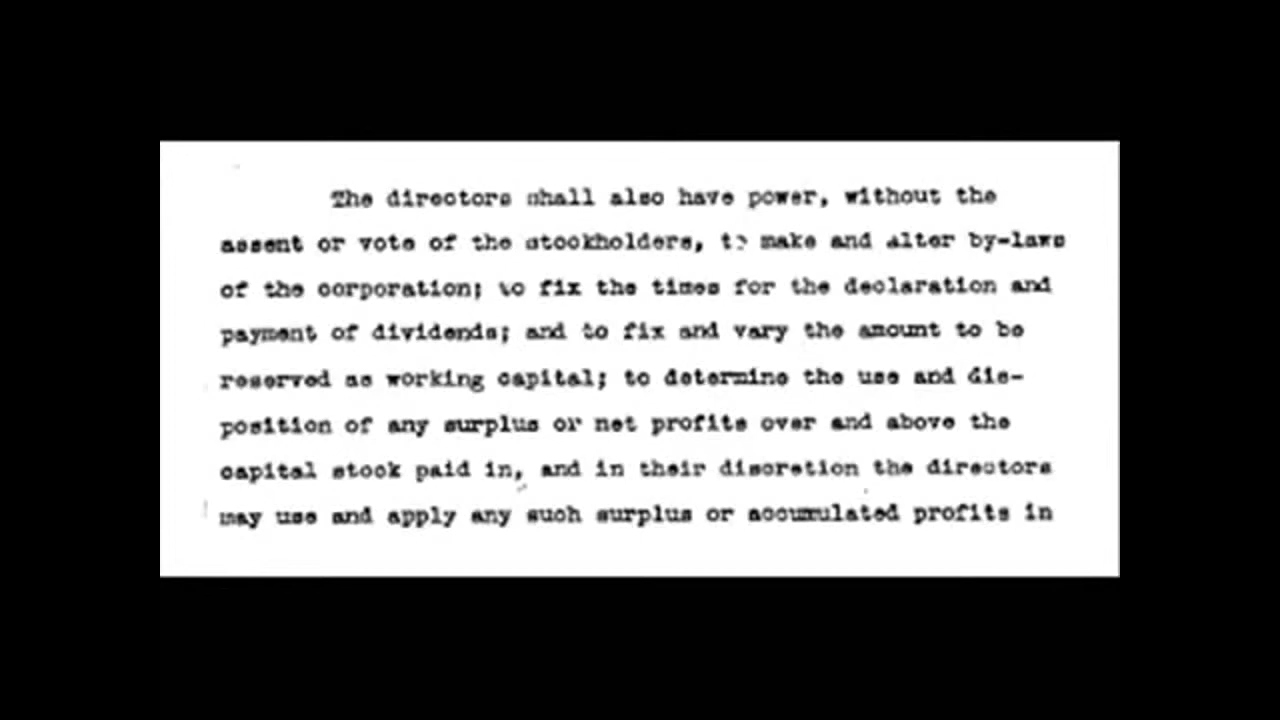 The directors shall also have power, without the
assent or vote of the stockholders, to make and alter by-laws
of the corporation; to fix the times for the declaration and
payment of dividends; and to fix and vary the amount to be
reserved as working capital; to determine the use and dis-
position of any surplus or net profits over and above the
capital stock paid in, and in their discretion the directors
may use and apply any such surplus or accumulated profits in